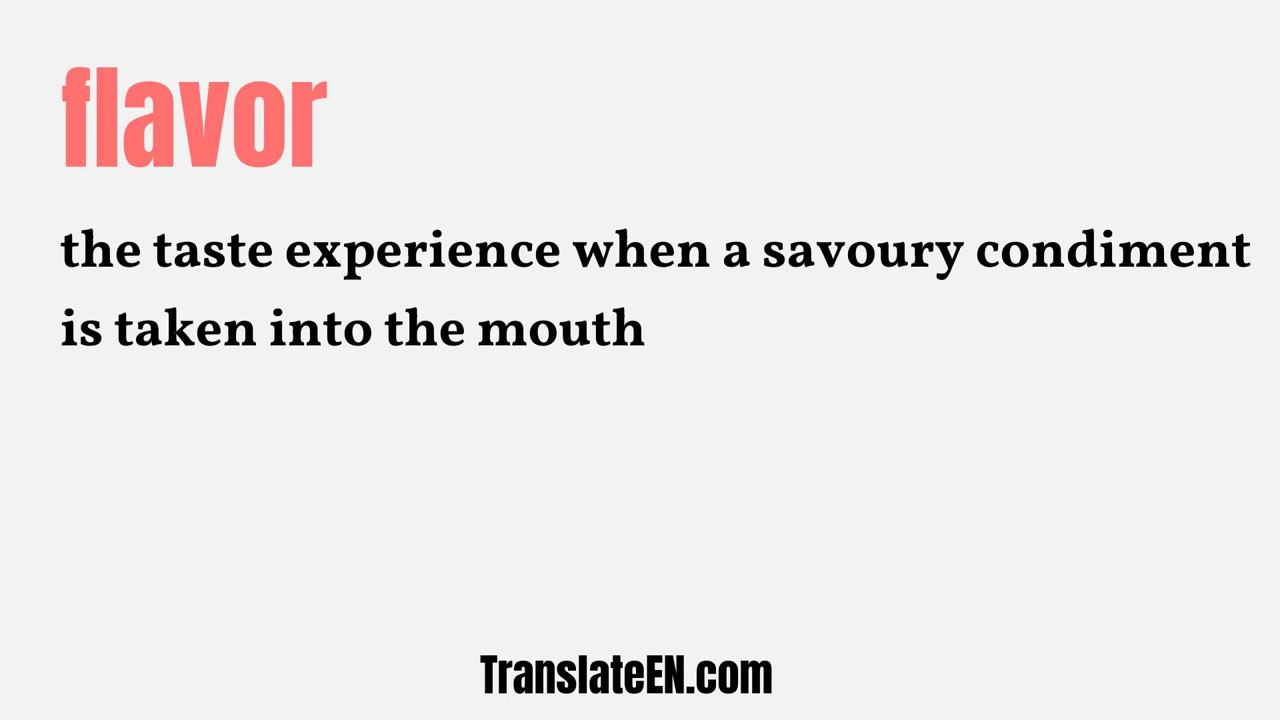 flavor
the taste experience when a savoury condiment
is taken into the mouth
TranslateEN.com